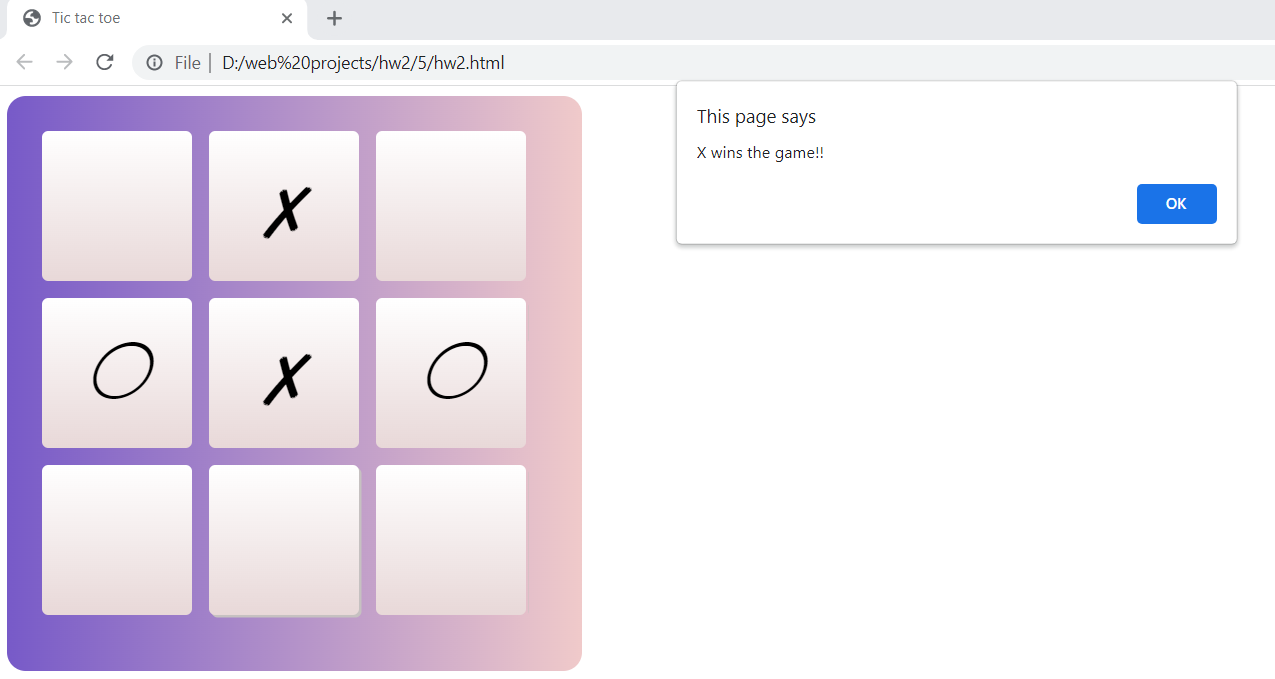 Tic tac toe
File | D:/web%20projects/hw2/5/hw2.html
This page says
X wins the game!!
OK
X
O X O